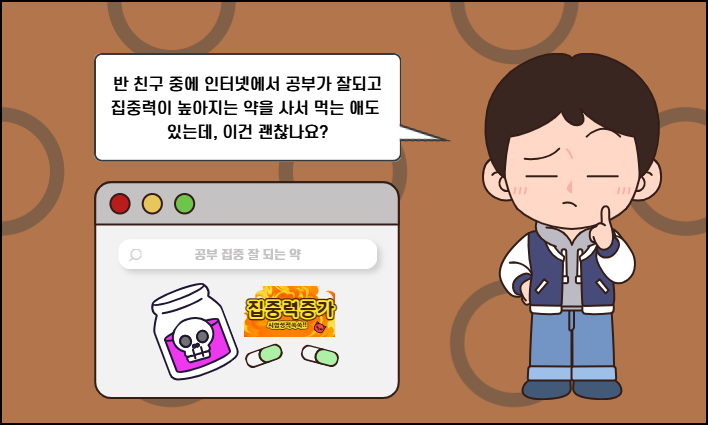 반 친구 중에 인터넷에서 공부가 잘되고
집중력이 높아지는 약을 사서 먹는 애도
있는데, 이건 괜찮나요?
공부 집중 잘 되는 약
집중력증가